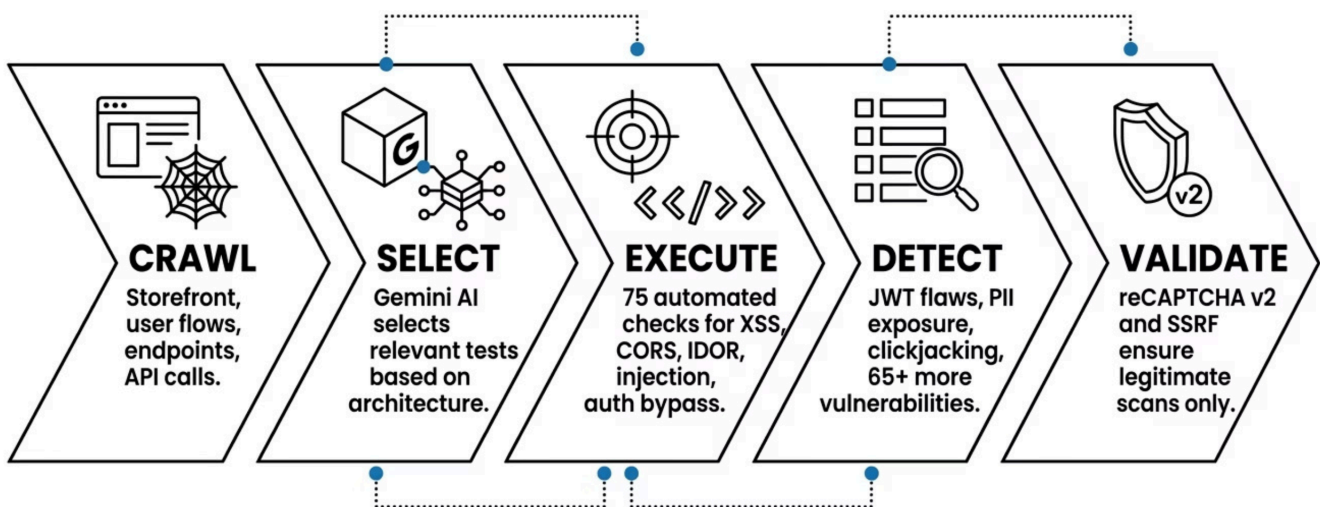 G
v2
CRAWL
Storefront,
user flows,
endpoints,
API calls.
SELECT
Gemini AI
selects
relevant tests
based on
architecture.
</>
EXECUTE
75 automated
checks for XSS,
CORS, IDOR,
injection,
auth bypass.
DETECT
JWT flaws, PII
exposure,
clickjacking,
65+ more
vulnerabilities.
VALIDATE
reCAPTCHA v2
and SSRF
ensure
legitimate
scans only.